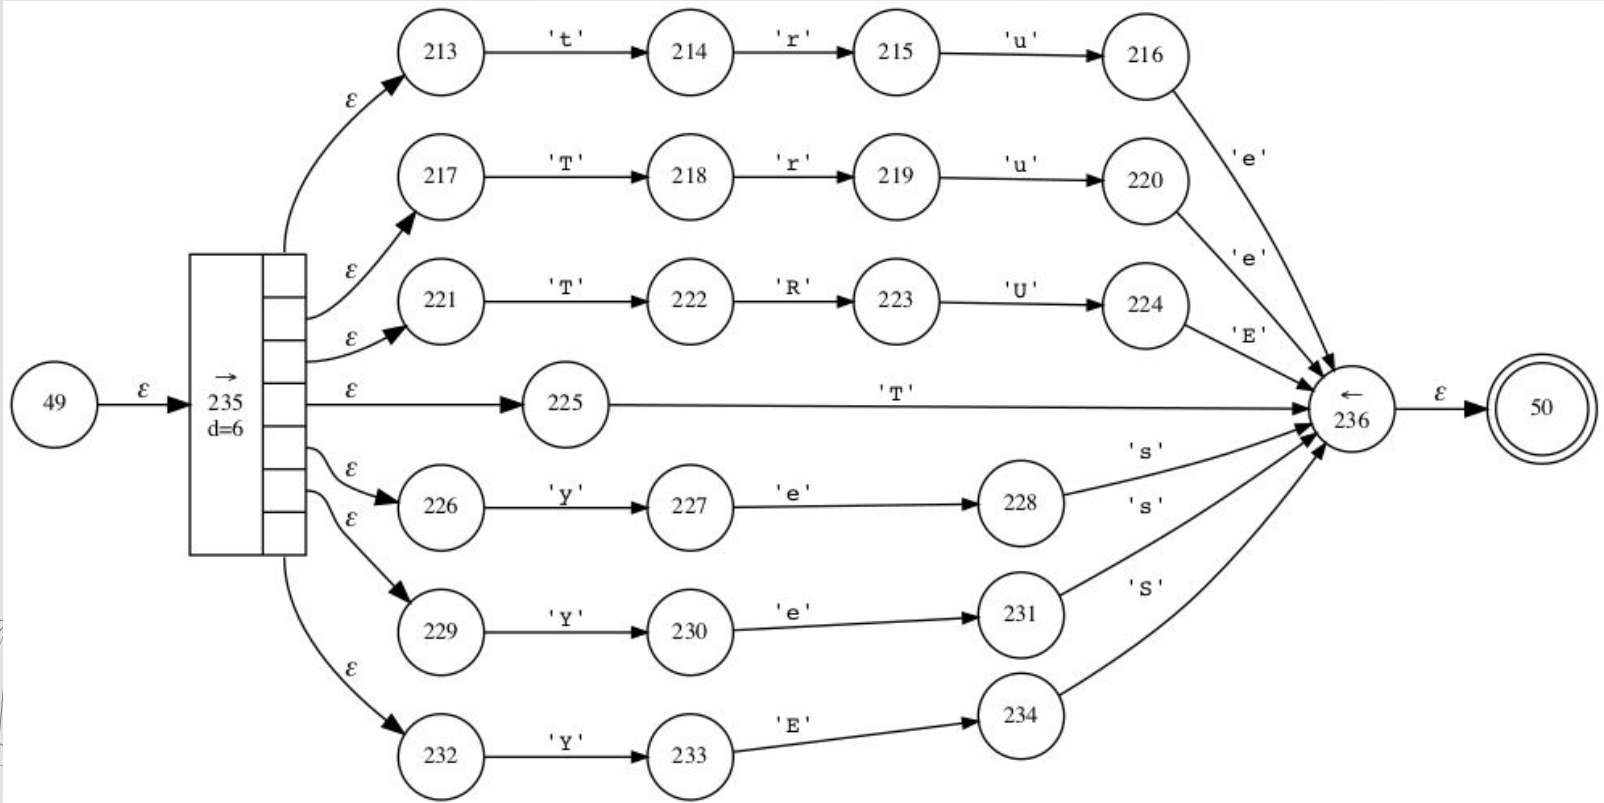 213 't' 214 'r' 215 'u' 216
ε
'e'
217 'T' 218 'r' 219 'u' 220
ε
'e'
221 'T' 222 'R' 223 'U' 224
ε
'E'
49 ε → 235 d=6 ε 225 'T' ← 236 ε 50
ε
's'
226 'y' 227 'e' 228
ε
's'
229 'Y' 230 'e' 231
'S'
ε
232 'Y' 233 'E' 234